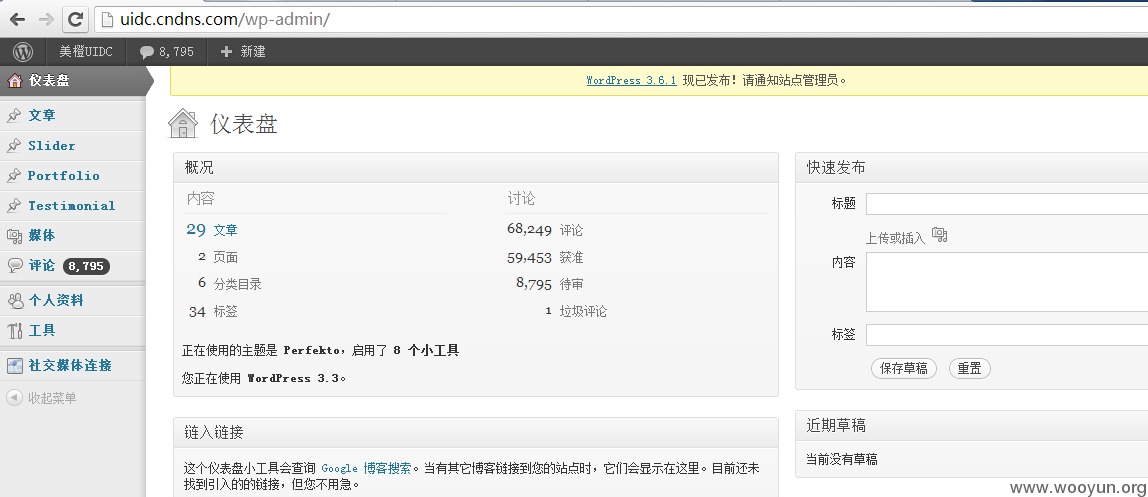 uidc.cndns.com/wp-admin/
美橙UIDC 8,795 + 新建
仪表盘
文章
Slider
Portfolio
Testimonial
媒体
评论 8,795
个人资料
工具
社交媒体连接
收起菜单
WordPress 3.6.1 现已发布！请通知站点管理员。
仪表盘
概况
内容 讨论
29 文章 68,249 评论
2 页面 59,453 获准
6 分类目录 8,795 待审
34 标签 1 垃圾评论
正在使用的主题是 Perfekto，启用了 8 个小工具
您正在使用 WordPress 3.3。
链入链接
这个仪表盘小工具会查询 Google 博客搜索。当有其它博客链接到您的站点时，它们会显示在这里。目前还未
找到引入的的链接，但您不用急。
快速发布
标题
上传或插入
内容
标签
保存草稿 重置
近期草稿
当前没有草稿
www.wooyun.org